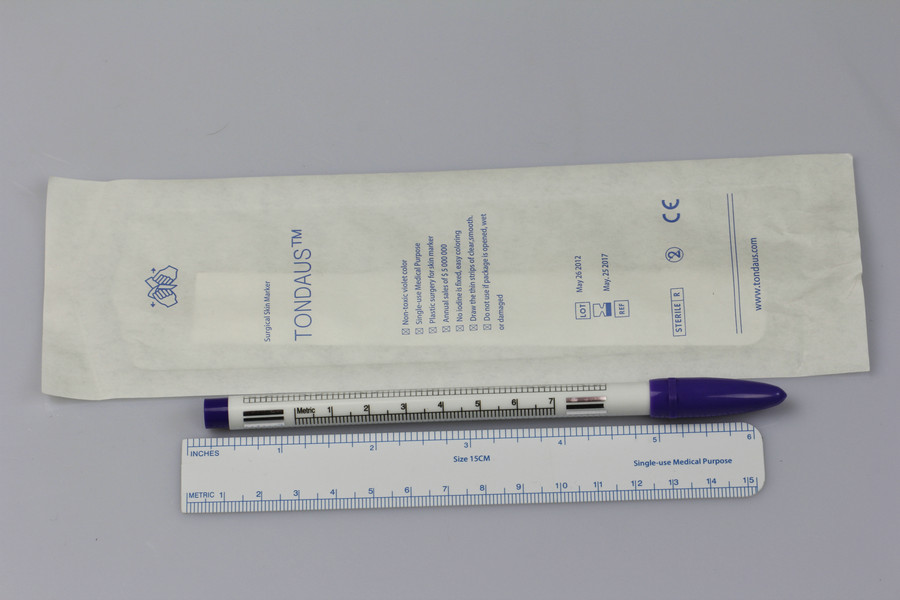 Surgical Skin Marker
TONDAUS™
Non-toxic violet color
Single-use Medical Purpose
Plastic surgery for skin marker
Annual sales of $ 5 000 000
No iodine is fixed, easy coloring
Draw the thin strips of clear,smooth.
Do not use if package is opened, wet
or damaged
LOT May 26 2012
May. 25 2017
REF
STERILE R
2
CE
www.tondaus.com
Metric 1 2 3 4 5 6 7
INCHES 1 2 3 4 5 6
Size 15CM
Single-use Medical Purpose
METRIC 1 2 3 4 5 6 7 8 9 10 11 12 13 14 15